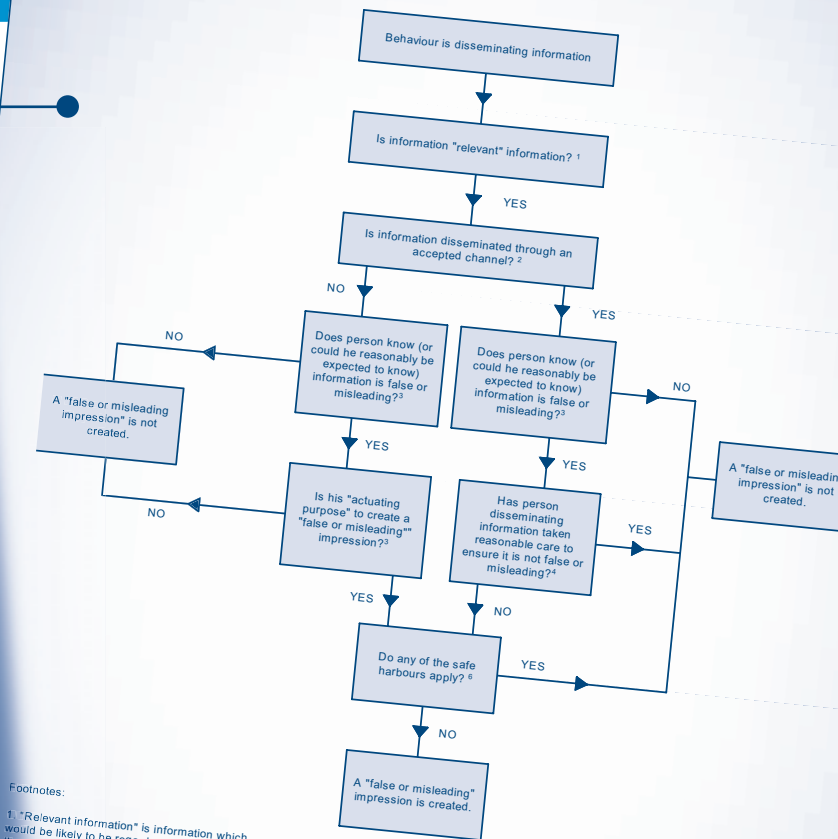 Behaviour is disseminating information
Is information "relevant" information? ¹
YES
Is information disseminated through an
accepted channel? ²
NO
YES
Does person know (or
could he reasonably be
expected to know)
information is false or
misleading?³
Does person know (or
could he reasonably be
expected to know)
information is false or
misleading?³
NO
NO
A "false or misleading
impression" is not
created.
YES
YES
A "false or misleadin
impression" is not
created.
Is his "actuating
purpose" to create a
"false or misleading""
impression?³
Has person
disseminating
information taken
reasonable care to
ensure it is not false or
misleading?⁴
NO
YES
YES
NO
Do any of the safe
harbours apply? ⁶
YES
NO
A "false or misleading"
impression is created.
Footnotes:
1. "Relevant information" is information which
would be likely to be